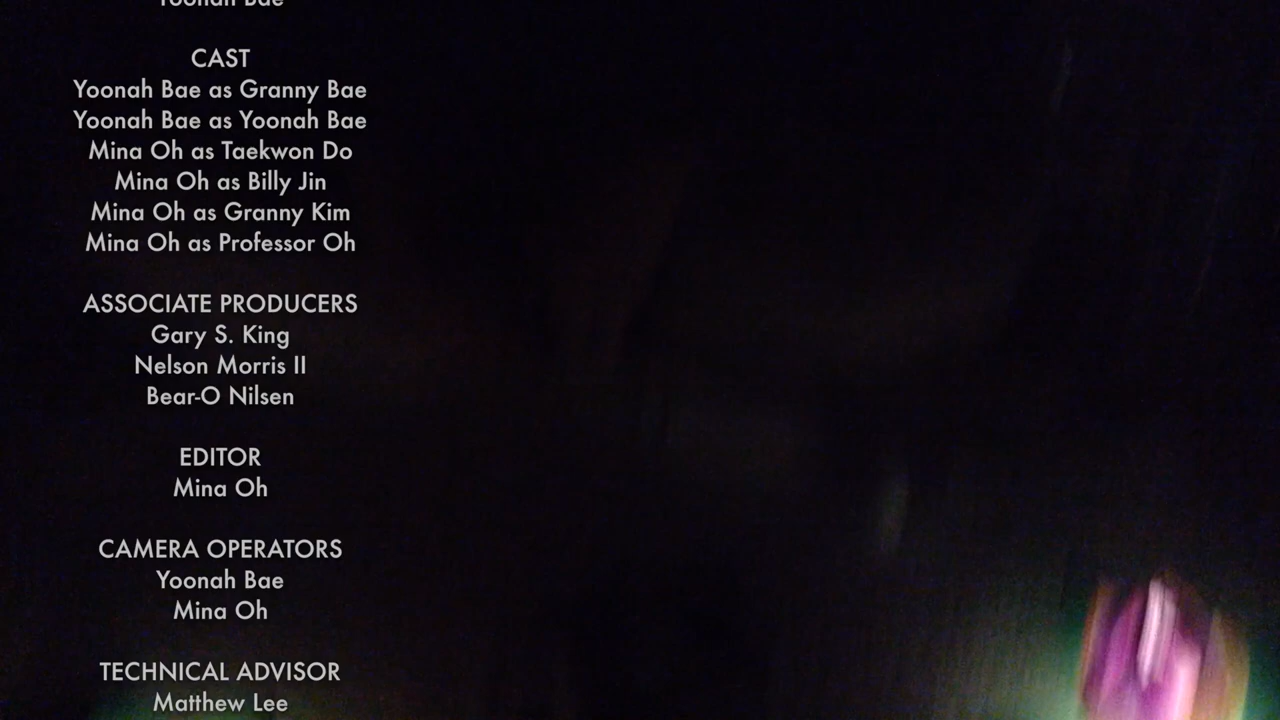 Yoonah Bae
CAST
Yoonah Bae as Granny Bae
Yoonah Bae as Yoonah Bae
Mina Oh as Taekwon Do
Mina Oh as Billy Jin
Mina Oh as Granny Kim
Mina Oh as Professor Oh
ASSOCIATE PRODUCERS
Gary S. King
Nelson Morris II
Bear-O Nilsen
EDITOR
Mina Oh
CAMERA OPERATORS
Yoonah Bae
Mina Oh
TECHNICAL ADVISOR
Matthew Lee